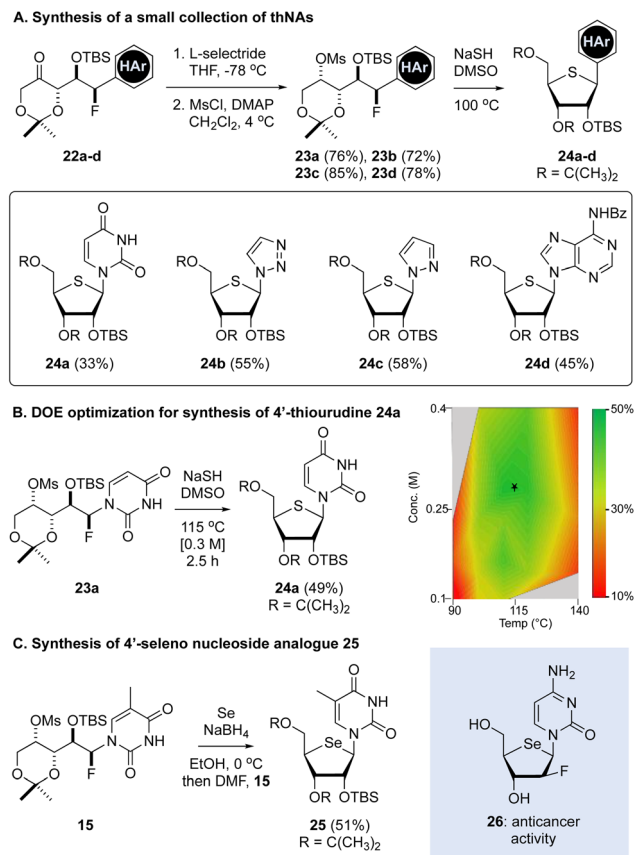 A. Synthesis of a small collection of thNAs
O
OTBS
HAr
F
O
O
22a-d
1. L-selectride
THF, -78 ºC
2. MsCl, DMAP
CH2Cl2, 4 ºC
OMs
OTBS
HAr
F
O
O
23a (76%), 23b (72%)
23c (85%), 23d (78%)
NaSH
DMSO
100 ºC
RO
S
HAr
OR
OTBS
24a-d
R = C(CH3)2
O
NH
N
O
RO
S
OR
OTBS
24a (33%)
N
N
N
RO
S
OR
OTBS
24b (55%)
N
N
RO
S
OR
OTBS
24c (58%)
NHBz
N
N
N
N
RO
S
OR
OTBS
24d (45%)
B. DOE optimization for synthesis of 4'-thiourudine 24a
OMs
OTBS
O
NH
N
O
F
O
O
23a
NaSH
DMSO
115 ºC
[0.3 M]
2.5 h
O
NH
N
O
RO
S
OR
OTBS
24a (49%)
R = C(CH3)2
Conc. (M)
0.4
0.25
0.1
90
115
140
Temp (°C)
50%
30%
10%
C. Synthesis of 4'-seleno nucleoside analogue 25
OMs
OTBS
O
NH
N
O
F
O
O
15
Se
NaBH4
EtOH, 0 ºC
then DMF, 15
O
NH
N
O
RO
Se
OR
OTBS
25 (51%)
R = C(CH3)2
NH2
N
N
O
HO
Se
F
OH
26: anticancer
activity